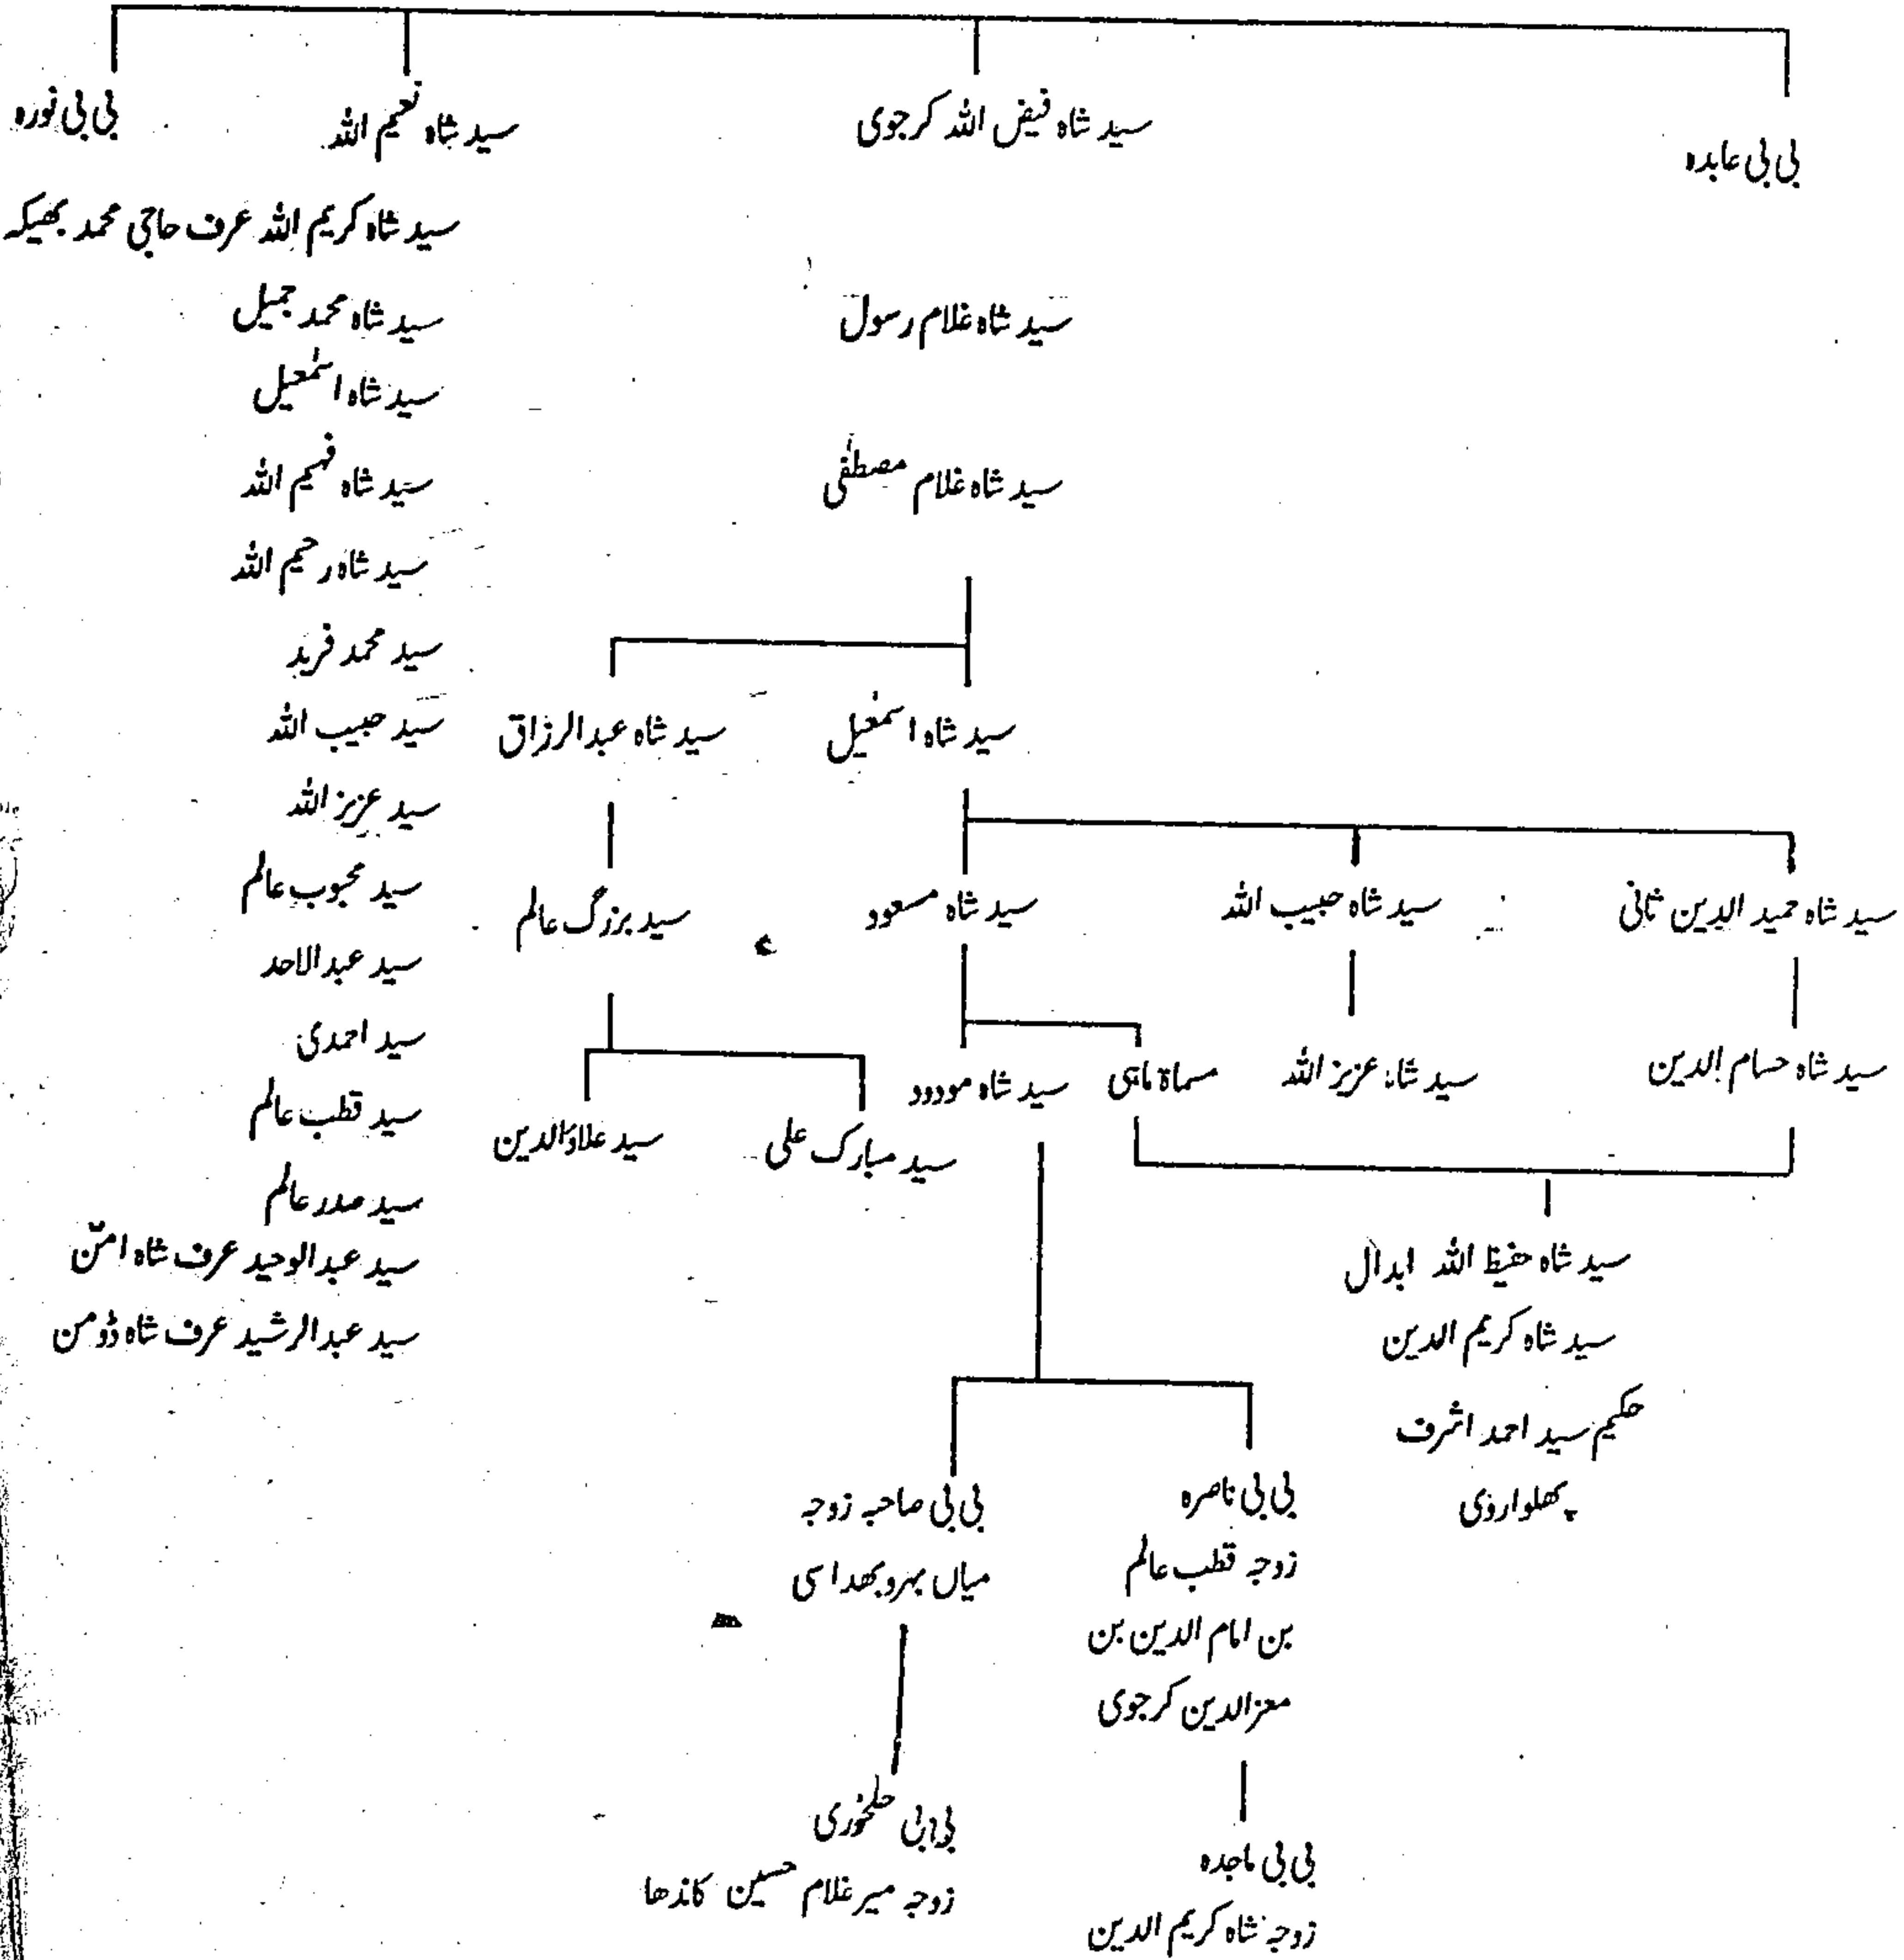 بی بی عابدہ
سید شاہ فیض اللہ کرجوی
سید شاہ نعیم اللہ
بی بی نورہ
سید شاہ کریم اللہ عرف حاجی محمد بھیکہ
سید شاہ غلام رسول
سید شاہ محمد جمیل
سید شاہ اسمٰعیل
سید شاہ غلام مصطفٰی
سید شاہ فہیم اللہ
سید شاہ رحیم اللہ
سید محمد فرید
سید شاہ اسمٰعیل
سید شاہ عبدالرزاق
سید حبیب اللہ
سید عزیز اللہ
سید شاہ حمید الدین ثانی
سید شاہ حبیب اللہ
سید شاہ مسعود
سید بزرگ عالم
سید محبوب عالم
سید عبدالاحد
سید احمدی
سید شاہ حسام الدین
سید شاہ عزیز اللہ
مسماۃ ماہی
سید شاہ مودود
سید مبارک علی
سید علاؤالدین
سید قطب عالم
سید صدر عالم
سید عبدالوحید عرف شاہ امّن
سید عبدالرشید عرف شاہ ڈومن
سید شاہ حفیظ اللہ ابدال
سید شاہ کریم الدین
حکیم سید احمد اشرف
پھلواروی
بی بی ناصرہ
زوجہ قطب عالم
بن امام الدین بن
معزالدین کرجوی
بی بی صاحبہ زوجہ
میاں بہرو بھداسی
بی بی ماجدہ
زوجہ شاہ کریم الدین
بی بی
زوجہ میر غلام حسین کاندھا